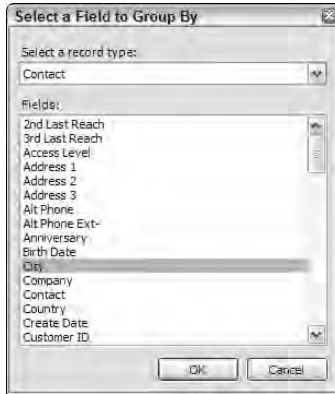 Select a Field to Group By
Select a record type:
Contact
Fields:
2nd Last Reach
3rd Last Reach
Access Level
Address 1
Address 2
Address 3
Alt Phone
Alt Phone Ext-
Anniversary
Birth Date
City
Company
Contact
Country
Create Date
Customer ID
OK
Cancel